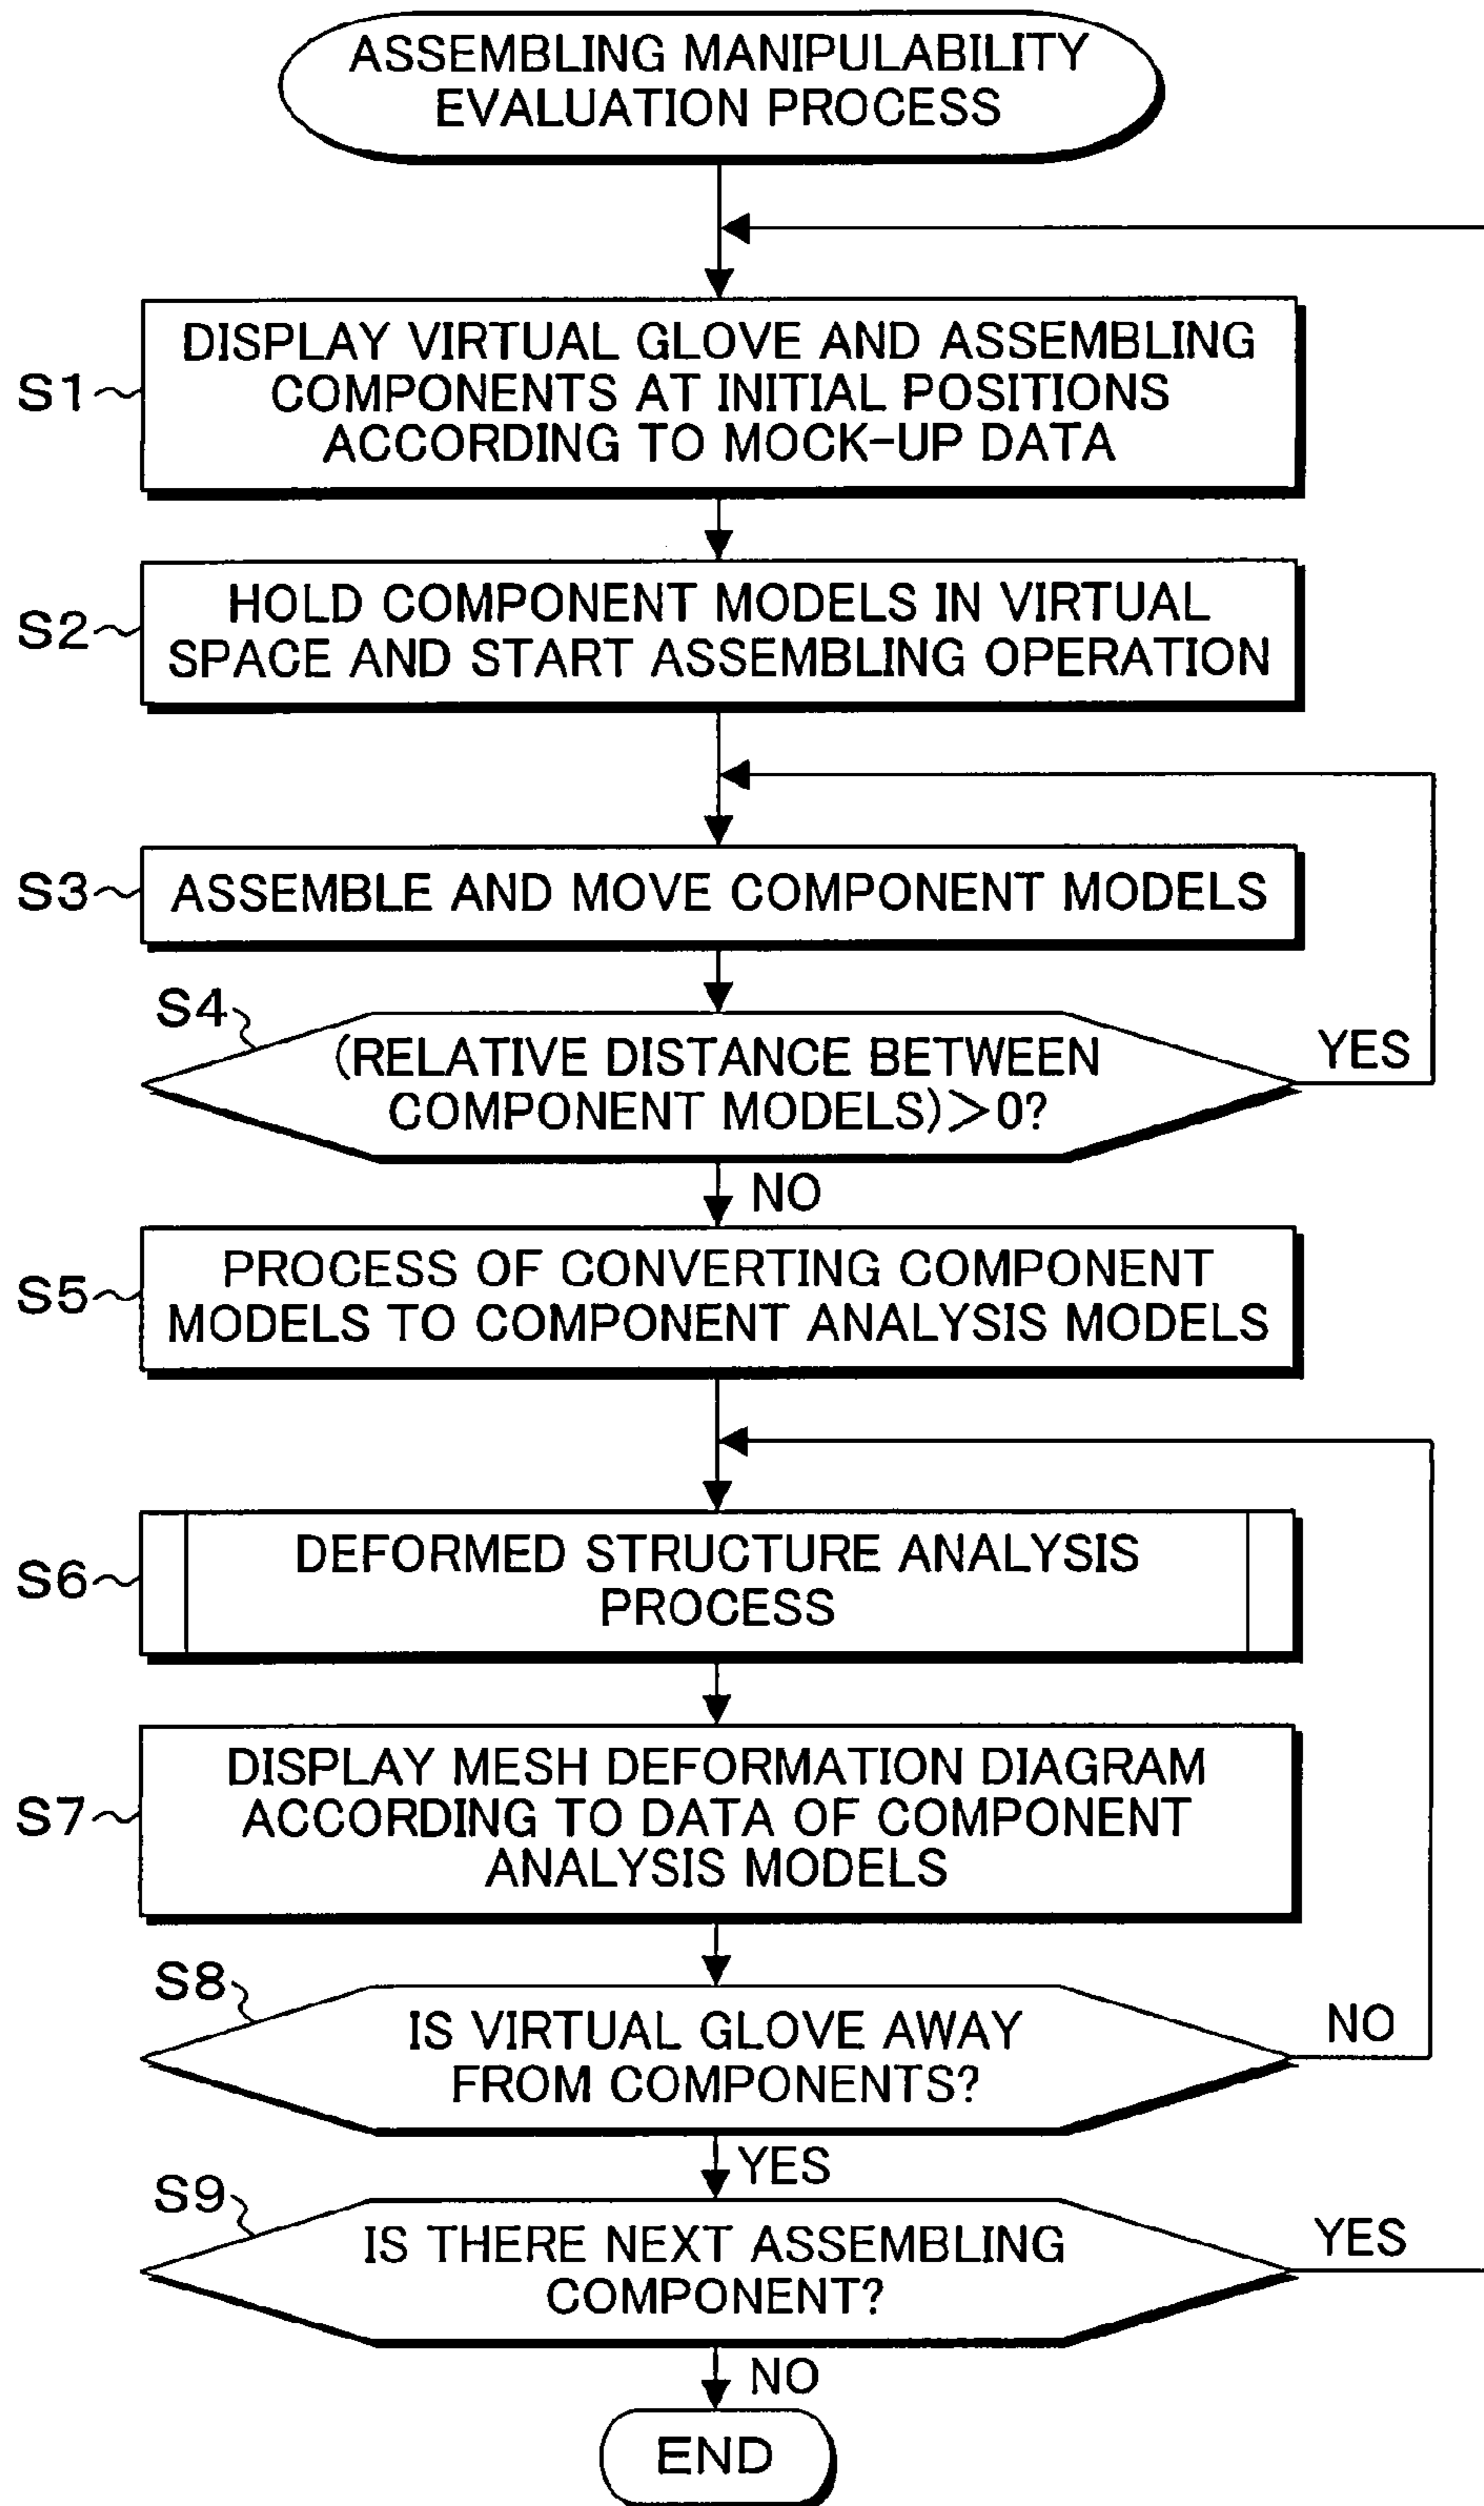 ASSEMBLING MANIPULABILITY
EVALUATION PROCESS
S1
DISPLAY VIRTUAL GLOVE AND ASSEMBLING
COMPONENTS AT INITIAL POSITIONS
ACCORDING TO MOCK-UP DATA
S2
HOLD COMPONENT MODELS IN VIRTUAL
SPACE AND START ASSEMBLING OPERATION
S3
ASSEMBLE AND MOVE COMPONENT MODELS
S4
(RELATIVE DISTANCE BETWEEN
COMPONENT MODELS)>0?
YES
NO
S5
PROCESS OF CONVERTING COMPONENT
MODELS TO COMPONENT ANALYSIS MODELS
S6
DEFORMED STRUCTURE ANALYSIS
PROCESS
S7
DISPLAY MESH DEFORMATION DIAGRAM
ACCORDING TO DATA OF COMPONENT
ANALYSIS MODELS
S8
IS VIRTUAL GLOVE AWAY
FROM COMPONENTS?
NO
YES
S9
IS THERE NEXT ASSEMBLING
COMPONENT?
YES
NO
END